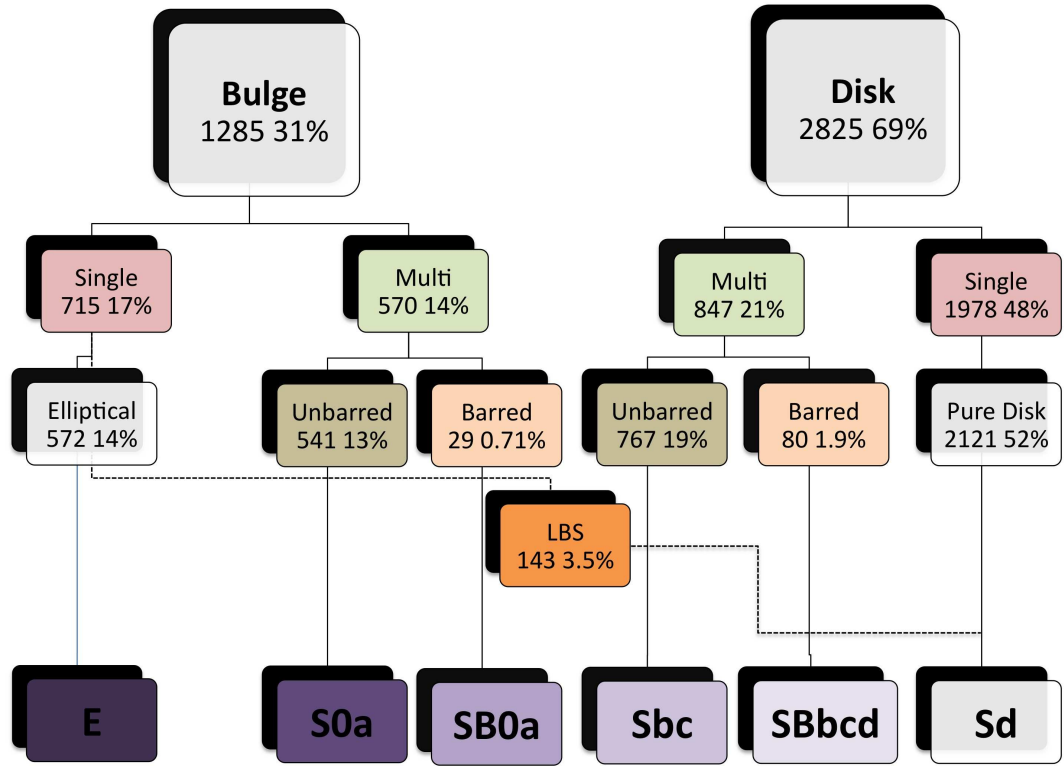 Bulge
1285 31%
Disk
2825 69%
Single
715 17%
Multi
570 14%
Multi
847 21%
Single
1978 48%
Elliptical
572 14%
Unbarred
541 13%
Barred
29 0.71%
Unbarred
767 19%
Barred
80 1.9%
Pure Disk
2121 52%
LBS
143 3.5%
E
S0a
SB0a
Sbc
SBbcd
Sd